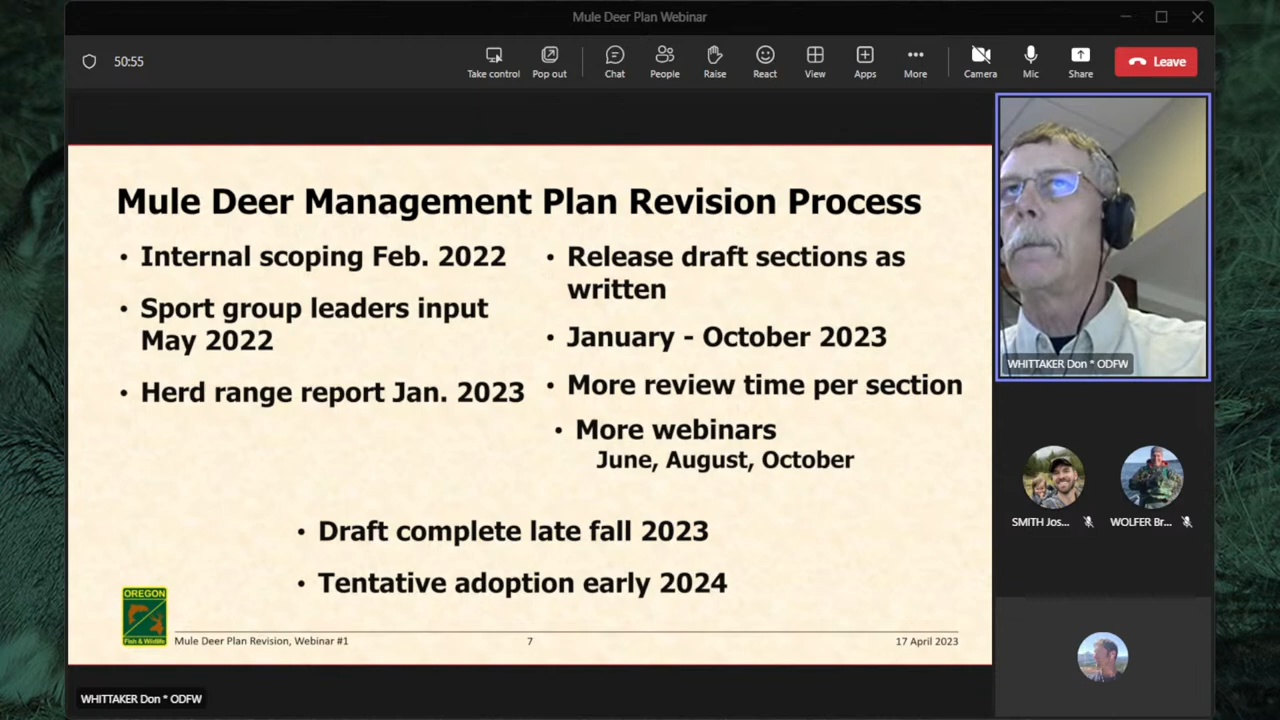 Mule Deer Plan Webinar
50:55
Take control
Pop out
Chat
People
Raise
React
View
Apps
More
Camera
Mic
Share
Leave
Mule Deer Management Plan Revision Process
• Internal scoping Feb. 2022
• Sport group leaders input
May 2022
• Herd range report Jan. 2023
• Release draft sections as
written
• January - October 2023
• More review time per section
• More webinars
June, August, October
• Draft complete late fall 2023
• Tentative adoption early 2024
OREGON
Fish & Wildlife
Mule Deer Plan Revision, Webinar #1
7
17 April 2023
WHITTAKER Don * ODFW
WHITTAKER Don * ODFW
SMITH Jos...
WOLFER Br...